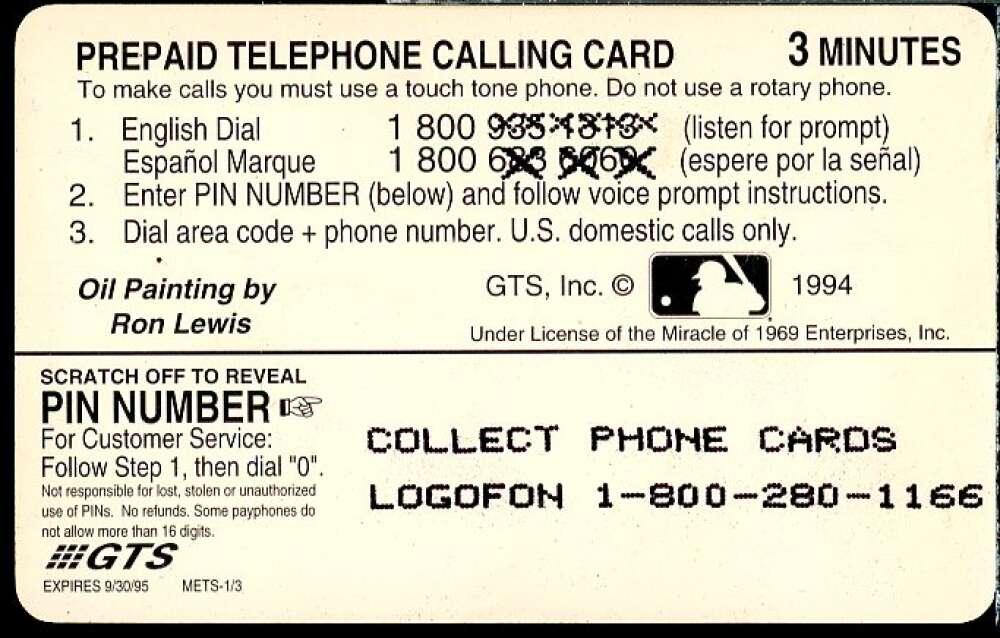 PREPAID TELEPHONE CALLING CARD 3 MINUTES
To make calls you must use a touch tone phone. Do not use a rotary phone.
1. English Dial 1 800 (listen for prompt)
Español Marque 1 800 (espere por la señal)
2. Enter PIN NUMBER (below) and follow voice prompt instructions.
3. Dial area code + phone number. U.S. domestic calls only.
Oil Painting by
Ron Lewis
GTS, Inc. © 1994
Under License of the Miracle of 1969 Enterprises, Inc.
SCRATCH OFF TO REVEAL
PIN NUMBER ☞
For Customer Service:
Follow Step 1, then dial "0".
Not responsible for lost, stolen or unauthorized
use of PINs. No refunds. Some payphones do
not allow more than 16 digits.
GTS
EXPIRES 9/30/95 METS-1/3
COLLECT PHONE CARDS
LOGOFON 1-800-280-1166